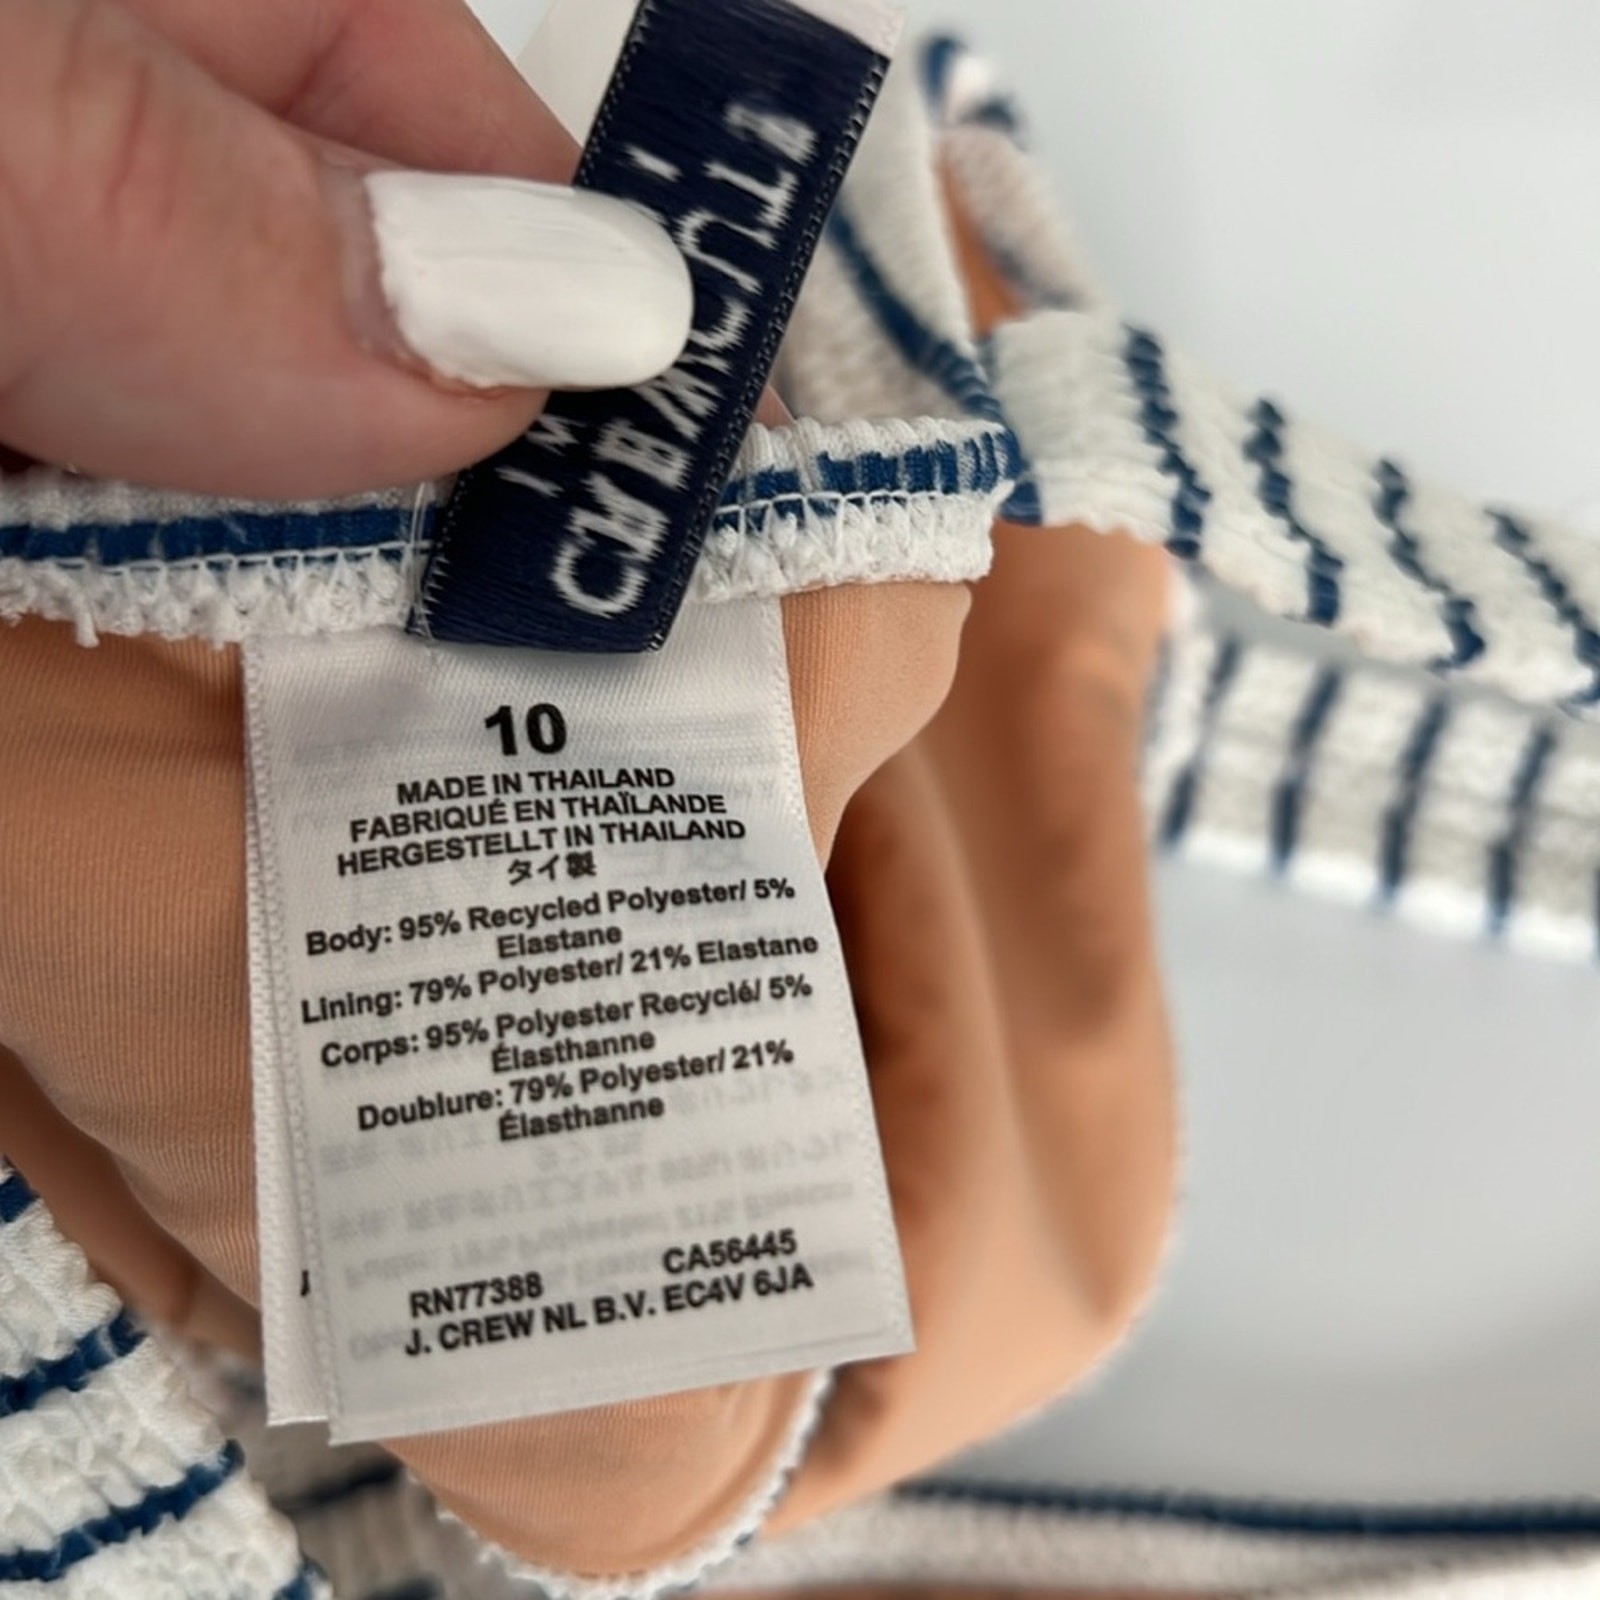 10
MADE IN THAILAND
FABRIQUÉ EN THAÏLANDE
HERGESTELLT IN THAILAND
タイ製
Body: 95% Recycled Polyester/ 5%
Elastane
Lining: 79% Polyester/ 21% Elastane
Corps: 95% Polyester Recyclé/ 5%
Élasthanne
Doublure: 79% Polyester/ 21%
Élasthanne
RN77388 CA56445
J. CREW NL B.V. EC4V 6JA